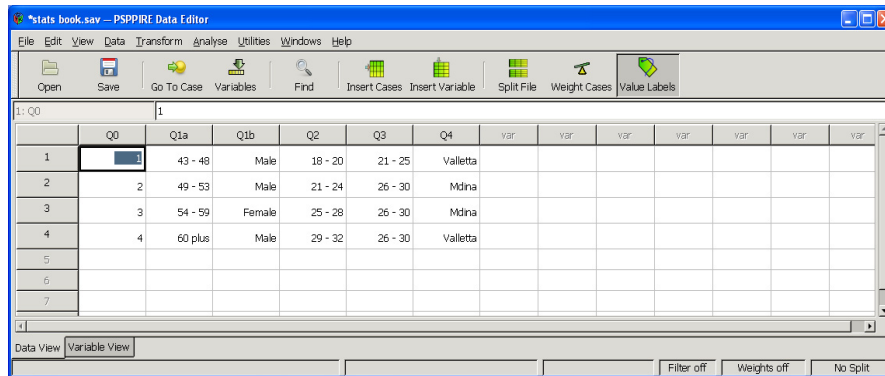 *stats book.sav — PSPPIRE Data Editor
File Edit View Data Transform Analyse Utilities Windows Help
Open Save Go To Case Variables Find Insert Cases Insert Variable Split File Weight Cases Value Labels
1: Q0 1
Q0 Q1a Q1b Q2 Q3 Q4 var var var var var var var
1 1 43 - 48 Male 18 - 20 21 - 25 Valletta
2 2 49 - 53 Male 21 - 24 26 - 30 Mdina
3 3 54 - 59 Female 25 - 28 26 - 30 Mdina
4 4 60 plus Male 29 - 32 26 - 30 Valletta
5
6
7
Data View Variable View
Filter off Weights off No Split